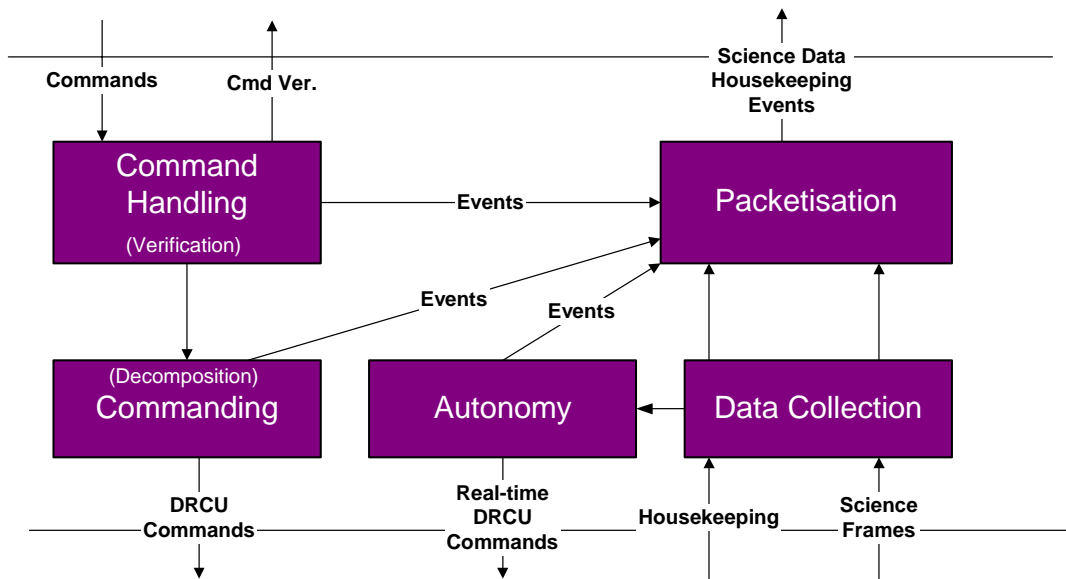 Commands
Cmd Ver.
Science Data
Housekeeping
Events
Command
Handling
(Verification)
Events
Packetisation
Events
Events
(Decomposition)
Commanding
Autonomy
Data Collection
DRCU
Commands
Real-time
DRCU
Commands
Housekeeping
Science
Frames